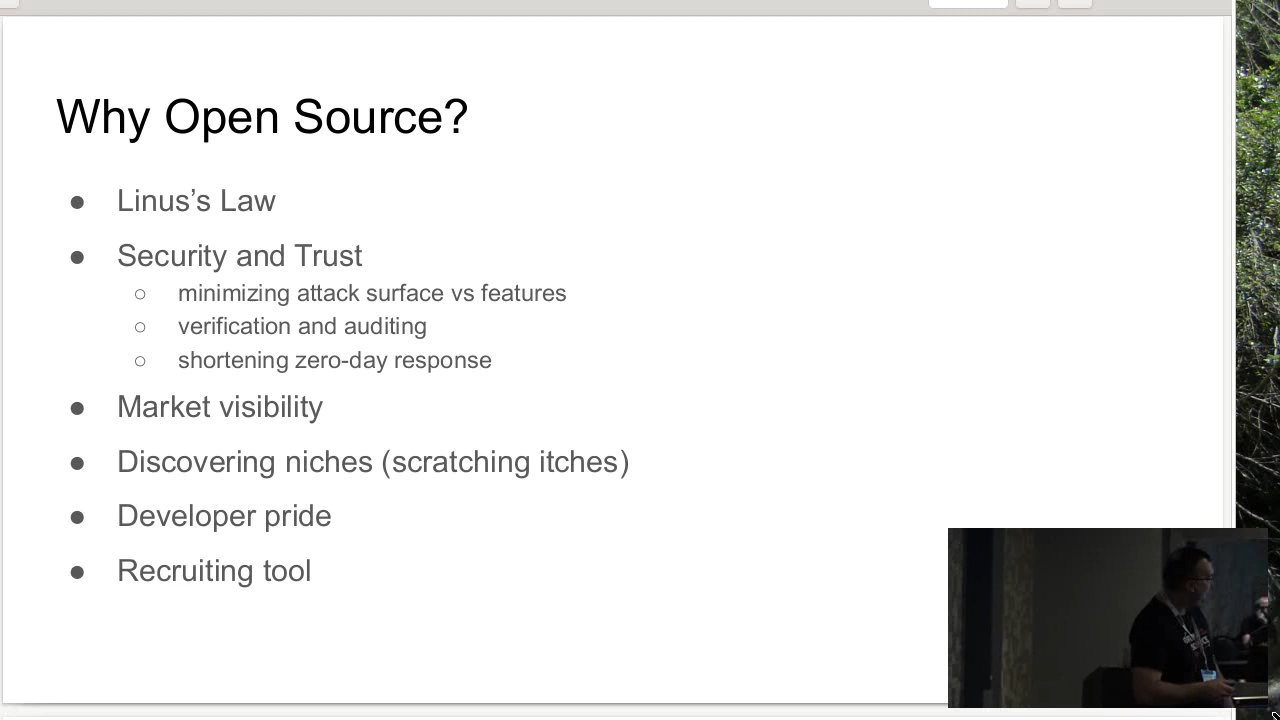 Why Open Source?
● Linus’s Law
● Security and Trust
○ minimizing attack surface vs features
○ verification and auditing
○ shortening zero-day response
● Market visibility
● Discovering niches (scratching itches)
● Developer pride
● Recruiting tool